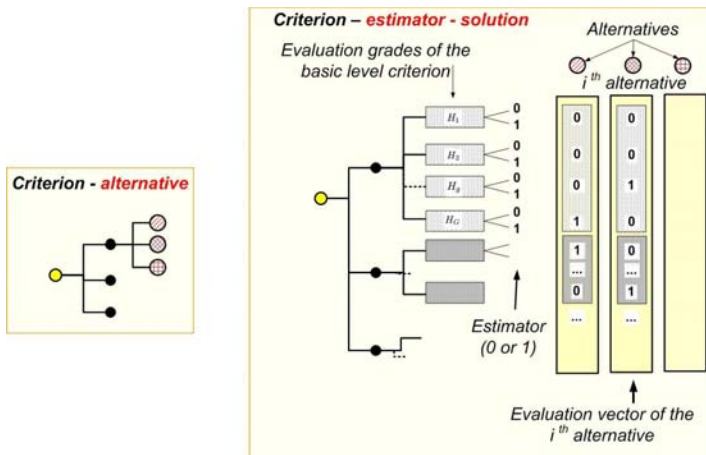 Criterion - alternative
Criterion – estimator - solution
Evaluation grades of the
basic level criterion
Alternatives
i th alternative
H1
0
1
H2
0
1
Hg
0
1
HG
0
1
Estimator
(0 or 1)
0
0
0
1
1
...
0
...
0
0
1
0
0
...
1
...
Evaluation vector of the
i th alternative